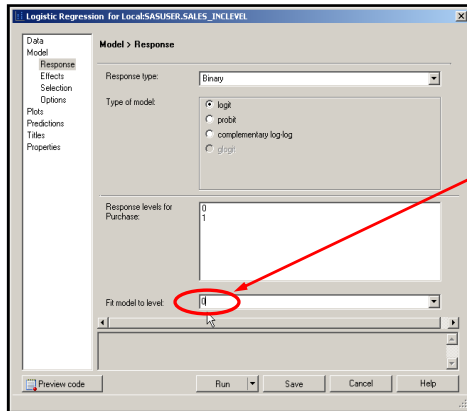 Logistic Regression for Local:SASUSER.SALES_INCLEVEL
Data
Model
Response
Effects
Selection
Options
Plots
Predictions
Titles
Properties
Model > Response
Response type:
Binary
Type of model:
logit
probit
complementary log-log
glogit
Response levels for
Purchase:
0
1
Fit model to level:
0
Preview code
Run
Save
Cancel
Help